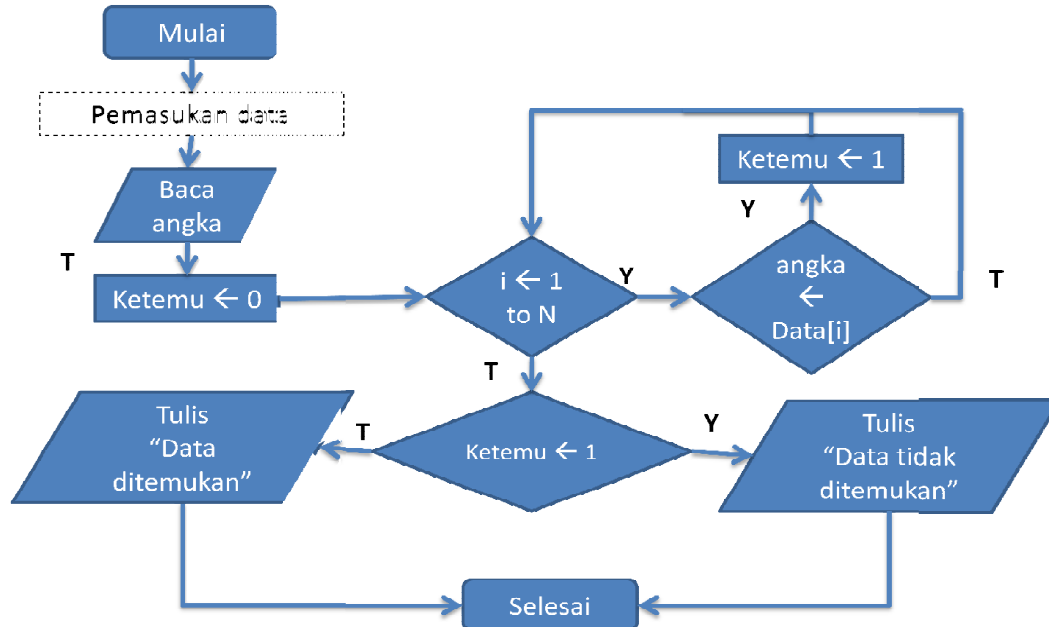 Mulai
Pemasukan data
Baca
angka
T
Ketemu ← 0
i ← 1
to N
Y
angka
←
Data[i]
Y
Ketemu ← 1
T
T
Ketemu ← 1
T
Tulis
“Data
ditemukan”
Y
Tulis
“Data tidak
ditemukan”
Selesai